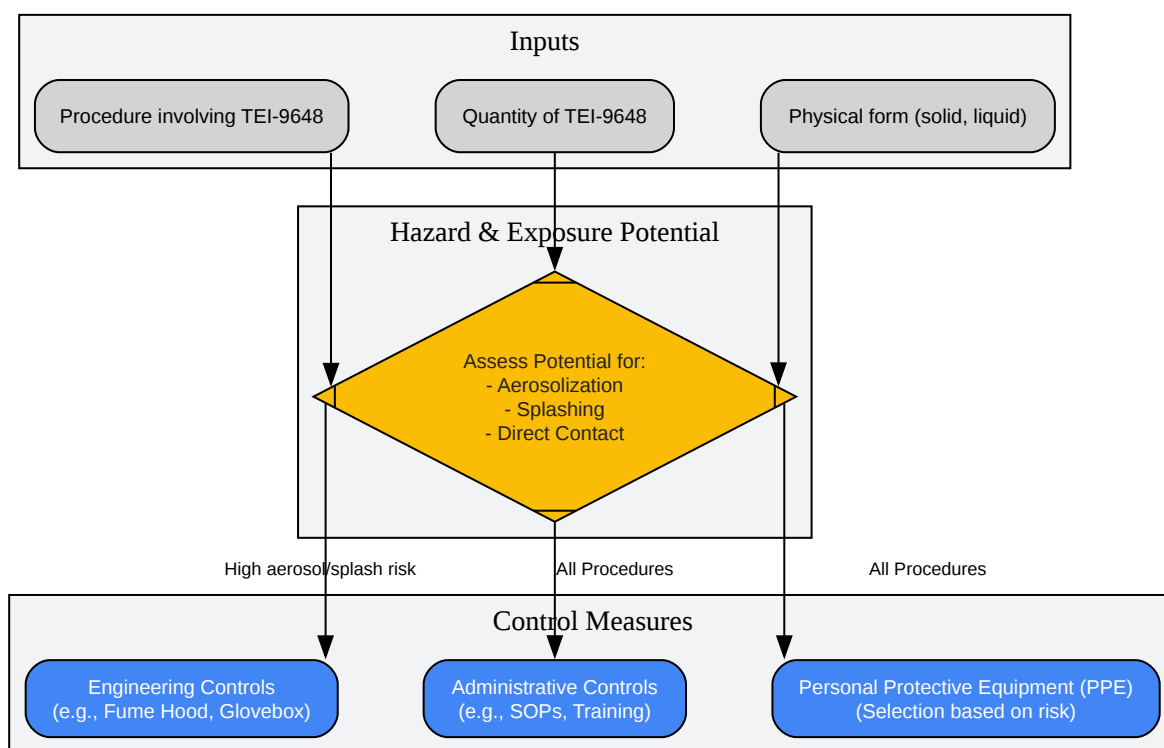 Inputs
Procedure involving TEI-9648
Quantity of TEI-9648
Physical form (solid, liquid)
Hazard & Exposure Potential
Assess Potential for:
- Aerosolization
- Splashing
- Direct Contact
High aerosol/splash risk
All Procedures
All Procedures
Control Measures
Engineering Controls
(e.g., Fume Hood, Glovebox)
Administrative Controls
(e.g., SOPs, Training)
Personal Protective Equipment (PPE)
(Selection based on risk)